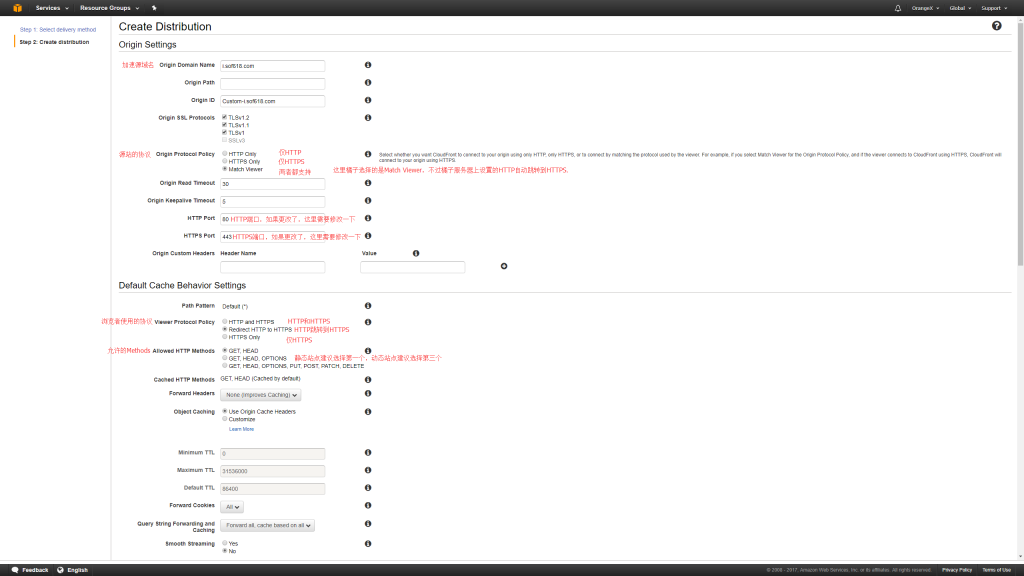 Services Resource Groups OrangeX Global Support
Step 1: Select delivery method
Step 2: Create distribution
Create Distribution
Origin Settings
加速源域名 Origin Domain Name i.sof618.com
Origin Path
Origin ID Custom-i.sof618.com
Origin SSL Protocols TLSv1.2
TLSv1.1
TLSv1
SSLv3
源站的协议 Origin Protocol Policy HTTP Only 仅HTTP
HTTPS Only 仅HTTPS
Match Viewer 两者都支持
Select whether you want CloudFront to connect to your origin using only HTTP, only HTTPS, or to connect by matching the protocol used by the viewer. For example, if you select Match Viewer for the Origin Protocol Policy, and if the viewer connects to CloudFront using HTTPS, CloudFront will
connect to your origin using HTTPS.
这里橘子选择的是Match Viewer，不过橘子服务器上设置的HTTP自动跳转到HTTPS.
Origin Read Timeout 30
Origin Keepalive Timeout 5
HTTP Port 80 HTTP端口，如果更改了，这里需要修改一下
HTTPS Port 443 HTTPS端口，如果更改了，这里需要修改一下
Origin Custom Headers Header Name Value
Default Cache Behavior Settings
Path Pattern Default (*)
浏览者使用的协议 Viewer Protocol Policy HTTP and HTTPS HTTP和HTTPS
Redirect HTTP to HTTPS HTTP跳转到HTTPS
HTTPS Only 仅HTTPS
允许的Methods Allowed HTTP Methods GET, HEAD
GET, HEAD, OPTIONS 静态站点建议选择第一个，动态站点建议选择第三个
GET, HEAD, OPTIONS, PUT, POST, PATCH, DELETE
Cached HTTP Methods GET, HEAD (Cached by default)
Forward Headers None (Improves Caching)
Object Caching Use Origin Cache Headers
Customize
Learn More
Minimum TTL 0
Maximum TTL 31536000
Default TTL 86400
Forward Cookies All
Query String Forwarding and Caching Forward all, cache based on all
Smooth Streaming Yes
No
Feedback English © 2008 - 2017, Amazon Web Services, Inc. or its affiliates. All rights reserved. Privacy Policy Terms of Use